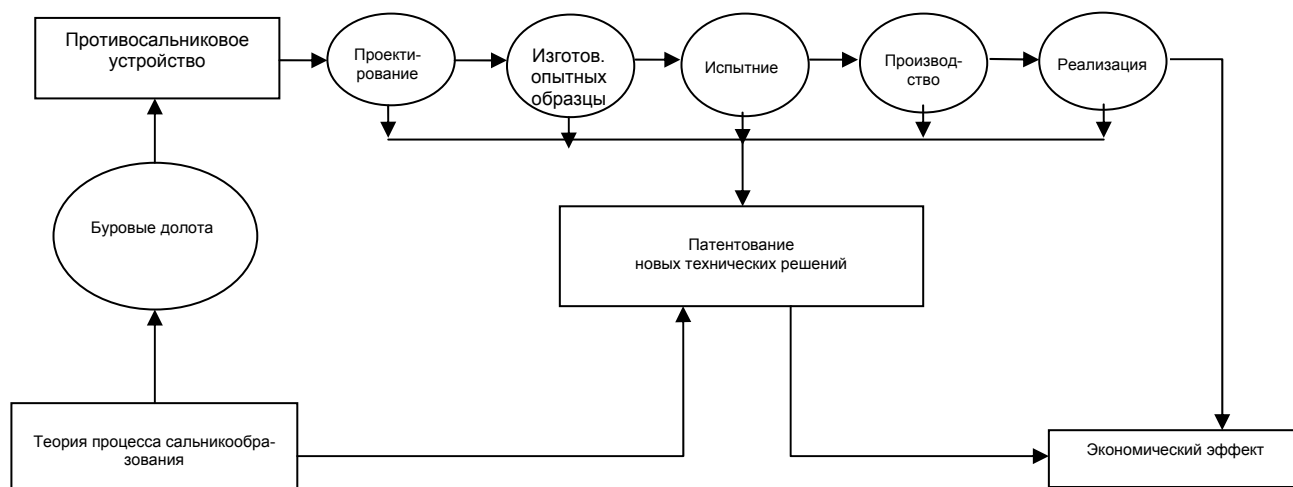 Противосальниковое
устройство
Проекти-
рование
Изготов.
опытных
образцы
Испытние
Производ-
ство
Реализация
Буровые долота
Патентование
новых технических решений
Теория процесса сальникообра-
зования
Экономический эффект